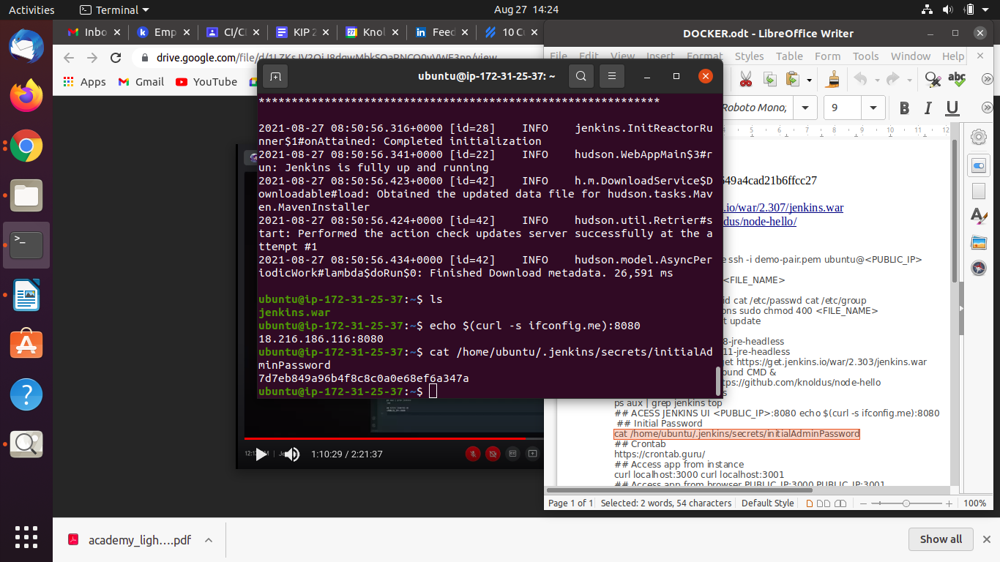 Activities
Terminal
Aug 27 14:24
Inbo
Emp
CI/CI
KIP 2
Knol
Feed
10 Cu
drive.google.com/file/
Apps
Gmail
YouTube
DOCKER.odt - LibreOffice Writer
File Edit View Insert Format Styles Table Form Tools Window Help
Roboto Mono;
9
ubuntu@ip-172-31-25-37: ~
*************************************************************
2021-08-27 08:50:56.316+0000 [id=28] INFO jenkins.InitReactorRu
nner$1#onAttained: Completed initialization
2021-08-27 08:50:56.341+0000 [id=22] INFO hudson.WebAppMain$3#r
un: Jenkins is fully up and running
2021-08-27 08:50:56.423+0000 [id=42] INFO h.m.DownloadService$D
ownloadable#load: Obtained the updated data file for hudson.tasks.Mav
en.MavenInstaller
2021-08-27 08:50:56.424+0000 [id=42] INFO hudson.util.Retrier#s
tart: Performed the action check updates server successfully at the a
ttempt #1
2021-08-27 08:50:56.434+0000 [id=42] INFO hudson.model.AsyncPer
iodicWork#lambda$doRun$0: Finished Download metadata. 26,591 ms
ubuntu@ip-172-31-25-37:~$ ls
jenkins.war
ubuntu@ip-172-31-25-37:~$ echo $(curl -s ifconfig.me):8080
18.216.186.116:8080
ubuntu@ip-172-31-25-37:~$ cat /home/ubuntu/.jenkins/secrets/initialAd
minPassword
7d7eb849a96b4f8c8c0a0e68ef6a347a
ubuntu@ip-172-31-25-37:~$
549a4cad21b6ffcc27
.io/war/2.307/jenkins.war
dus/node-hello/
e ssh -i demo-pair.pem ubuntu@<PUBLIC_IP>
<FILE_NAME>
id cat /etc/passwd cat /etc/group
ons sudo chmod 400 <FILE_NAME>
t update
8-jre-headless
11-jre-headless
get https://get.jenkins.io/war/2.303/jenkins.war
ound CMD &
ttps://github.com/knoldus/node-hello
s
ps aux | grep jenkins top
## ACESS JENKINS UI <PUBLIC_IP>:8080 echo $(curl -s ifconfig.me):8080
## Initial Password
cat /home/ubuntu/.jenkins/secrets/initialAdminPassword
## Crontab
https://crontab.guru/
## Access app from instance
curl localhost:3000 curl localhost:3001
## Access app from browser PUBLIC_IP:3000 PUBLIC_IP:3001
1:10:29 / 2:21:37
Page 1 of 1
Selected: 2 words, 54 characters
Default Style
100%
academy_ligh....pdf
Show all